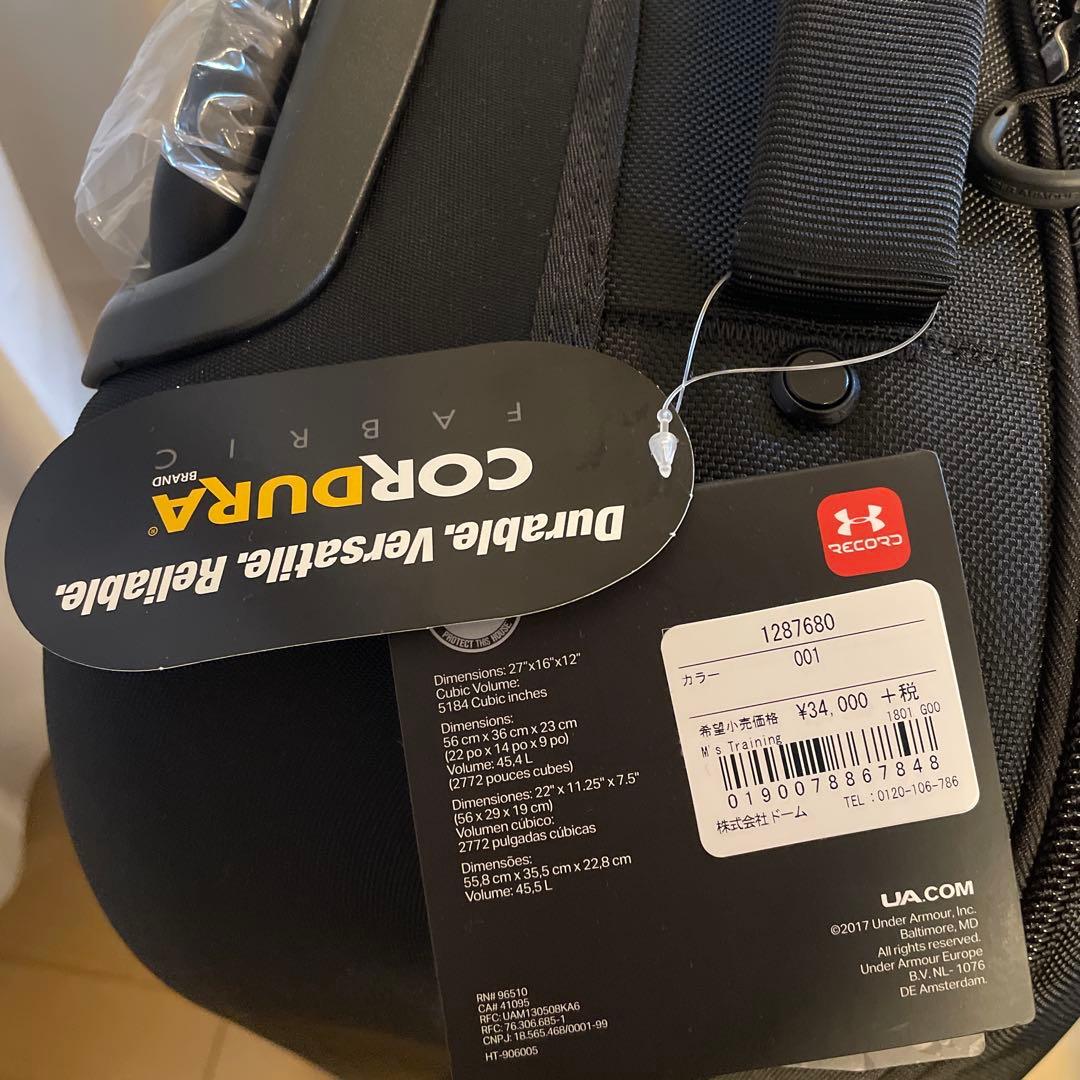 Durable. Versatile. Reliable.
CORDURA®
BRAND
FABRIC
PROTECT THIS HOUSE
Dimensions: 27"x16"x12"
Cubic Volume:
5184 Cubic inches
Dimensions:
56 cm x 36 cm x 23 cm
(22 po x 14 po x 9 po)
Volume: 45,4 L
(2772 pouces cubes)
Dimensiones: 22" x 11.25" x 7.5"
(56 x 29 x 19 cm)
Volumen cúbico:
2772 pulgadas cúbicas
Dimensões:
55,8 cm x 35,5 cm x 22,8 cm
Volume: 45,5 L
RN# 96510
CA# 41095
RFC: UAM130508KA6
RFC: 76.306.685-1
CNPJ: 18.565.468/0001-99
HT-906005
RECORD
1287680
カラー 001
希望小売価格 ¥34,000 +税
M's Training 1801 G00
0190078867848
株式会社ドーム TEL:0120-106-786
UA.COM
©2017 Under Armour, Inc.
Baltimore, MD
All rights reserved.
Under Armour Europe
B.V. NL- 1076
DE Amsterdam.